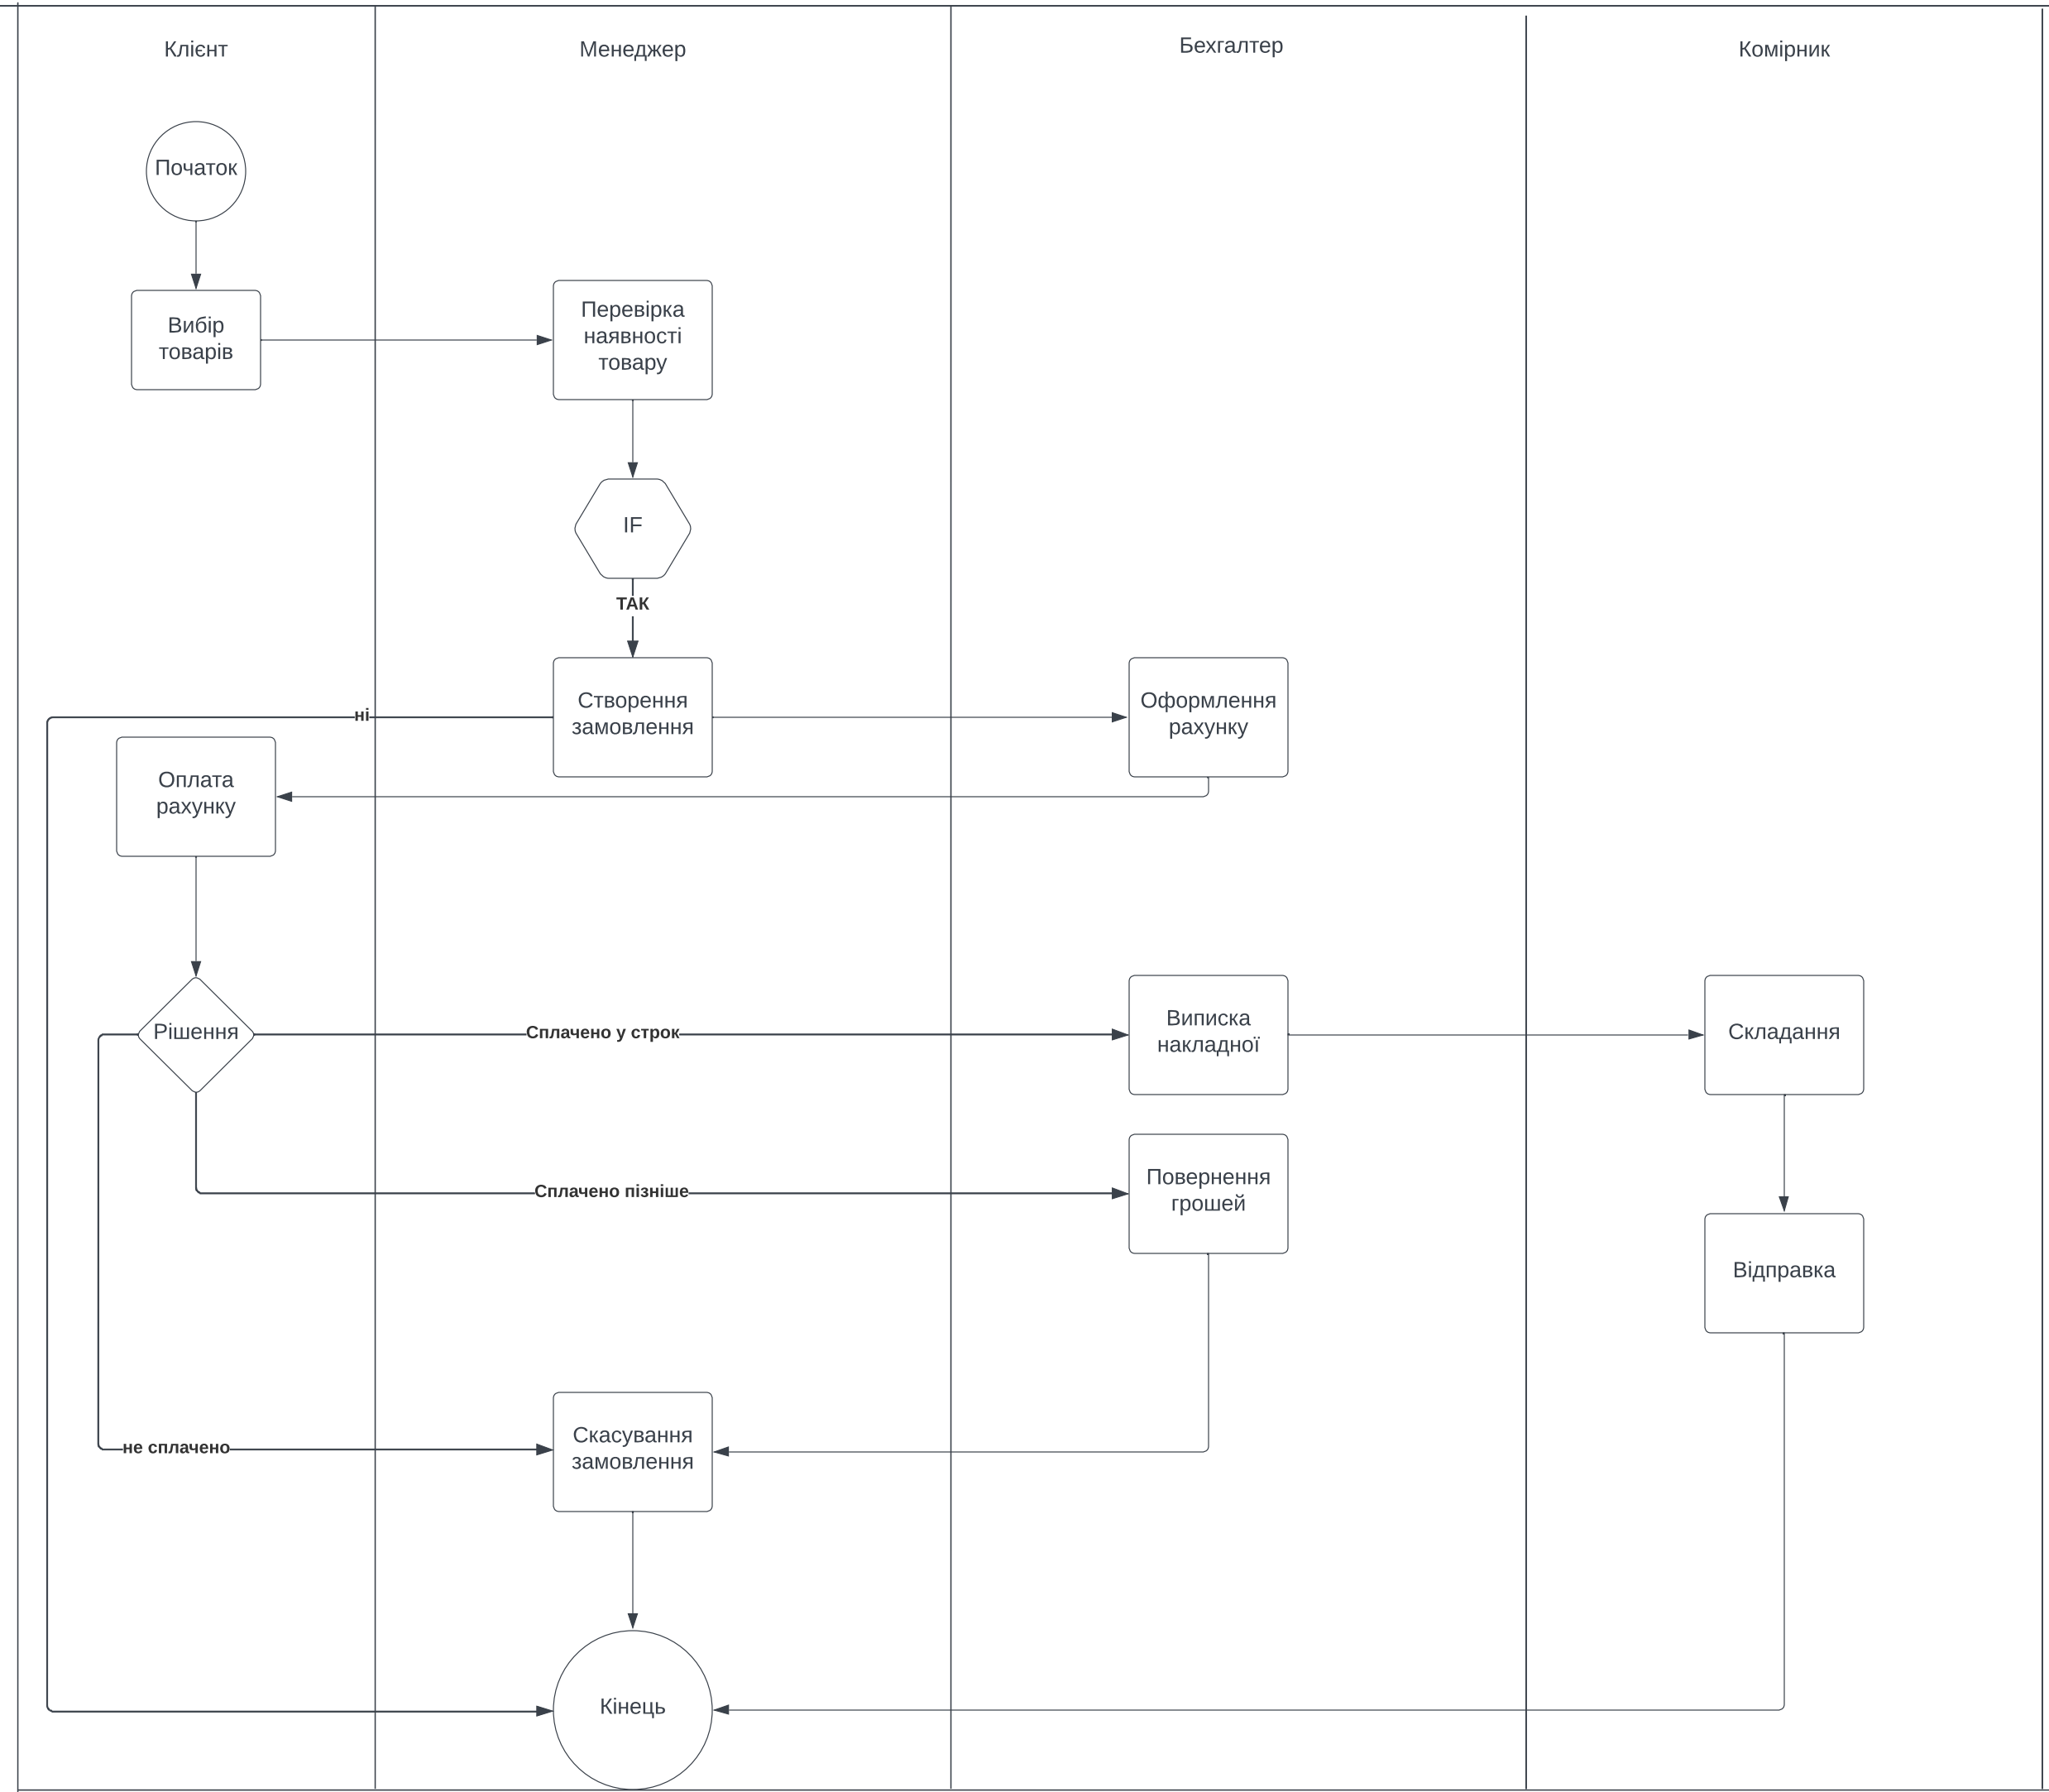 Клієнт
Менеджер
Бехгалтер
Комірник
Початок
Вибір
товарів
Перевірка
наявності
товару
IF
ТАК
Створення
замовлення
Оформлення
рахунку
ні
Оплата
рахунку
Рішення
Сплачено у строк
Виписка
накладної
Складання
Сплачено пізніше
Повернення
грошей
Відправка
не сплачено
Скасування
замовлення
Кінець